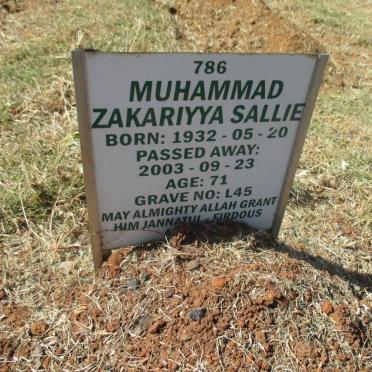 786
MUHAMMAD
ZAKARIYYA SALLIE
BORN: 1932 - 05 - 20
PASSED AWAY:
2003 - 09 - 23
AGE: 71
GRAVE NO: L45
MAY ALMIGHTY ALLAH GRANT
HIM JANNATUL - FIRDOUS